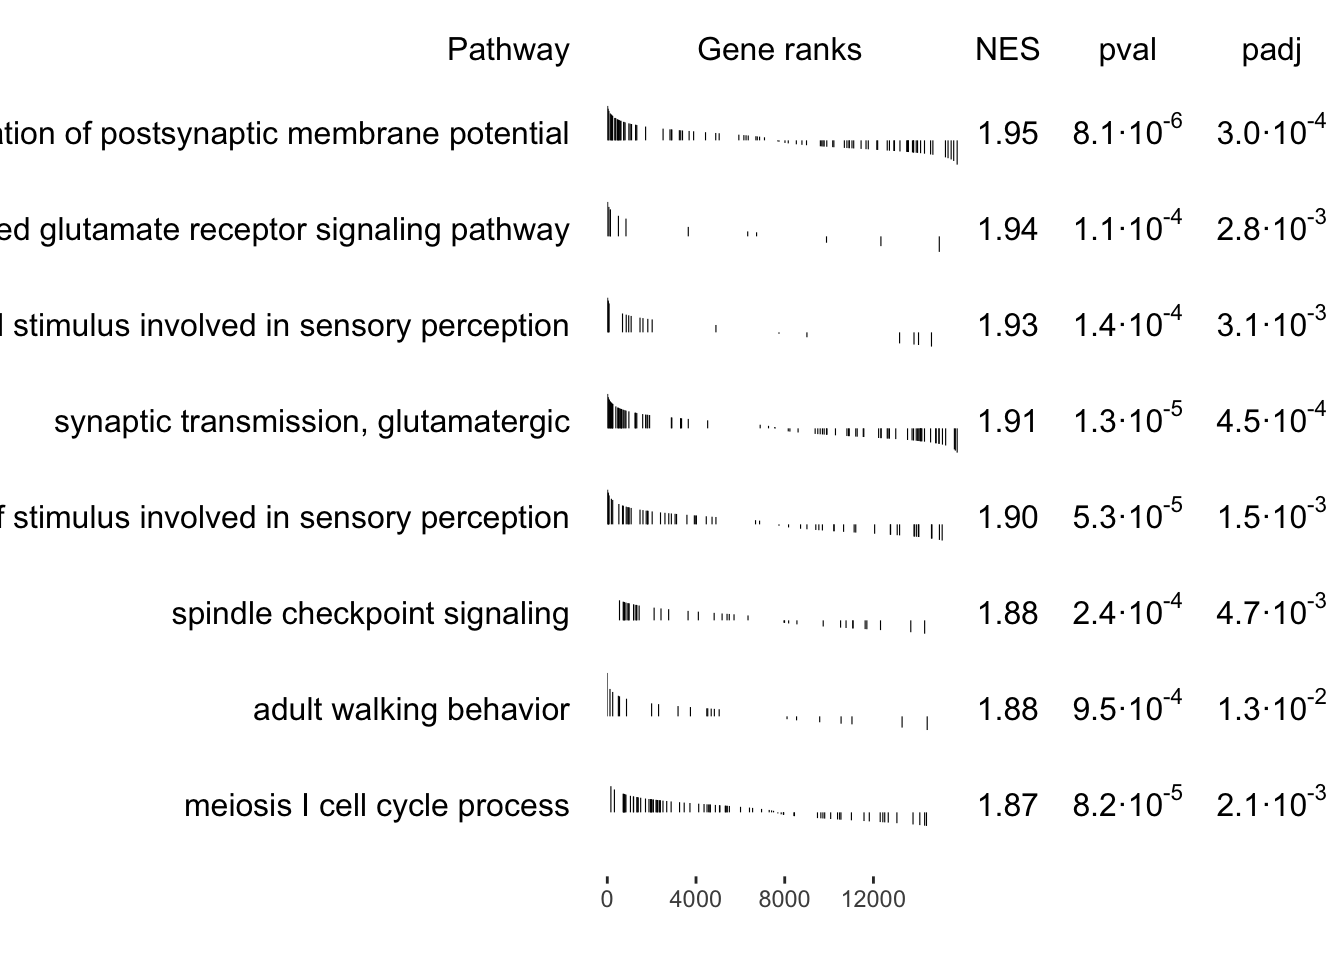 Pathway Gene ranks NES pval padj
ation of postsynaptic membrane potential 1.95 8.1·10^-6 3.0·10^-4
ed glutamate receptor signaling pathway 1.94 1.1·10^-4 2.8·10^-3
stimulus involved in sensory perception 1.93 1.4·10^-4 3.1·10^-3
synaptic transmission, glutamatergic 1.91 1.3·10^-5 4.5·10^-4
f stimulus involved in sensory perception 1.90 5.3·10^-5 1.5·10^-3
spindle checkpoint signaling 1.88 2.4·10^-4 4.7·10^-3
adult walking behavior 1.88 9.5·10^-4 1.3·10^-2
meiosis I cell cycle process 1.87 8.2·10^-5 2.1·10^-3
0 4000 8000 12000